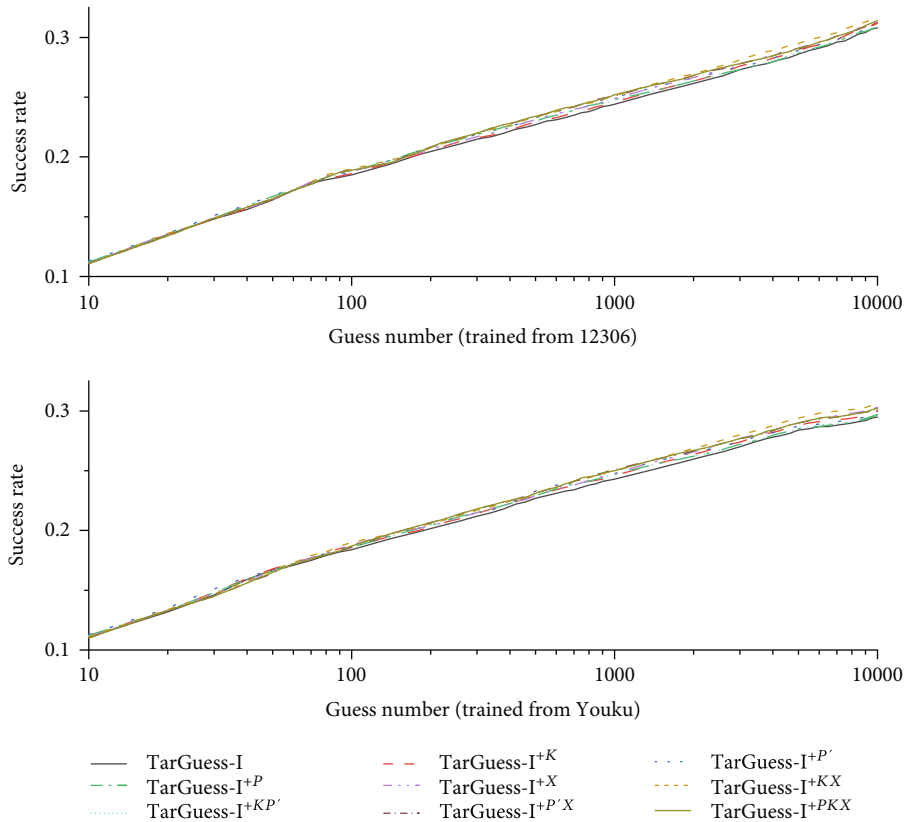 0.3
0.2
0.1
Success rate
10 100 1000 10000
Guess number (trained from 12306)
0.3
0.2
0.1
Success rate
10 100 1000 10000
Guess number (trained from Youku)
TarGuess-I TarGuess-I+K TarGuess-I+P′
TarGuess-I+P TarGuess-I+X TarGuess-I+KX
TarGuess-I+KP′ TarGuess-I+P′X TarGuess-I+PKX